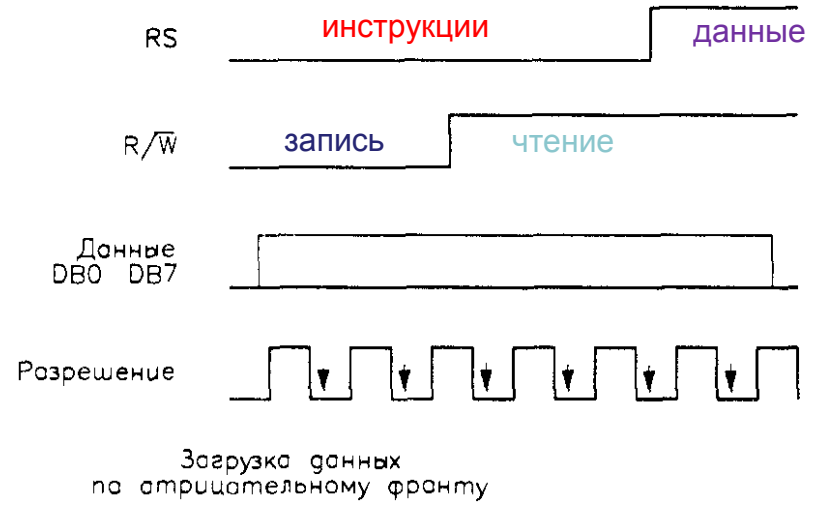 RS инструкции данные
R/W̅ запись чтение
Данные
DB0 DB7
Разрешение
Загрузка данных
по отрицательному фронту